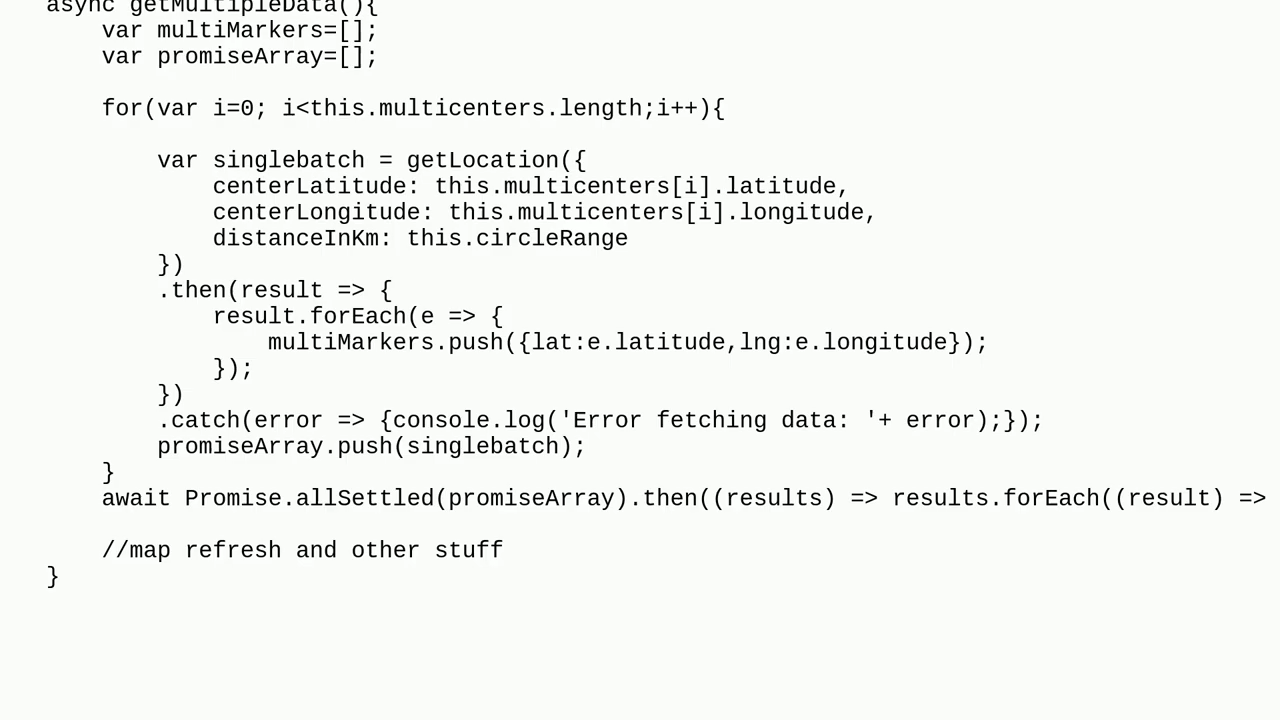 async getMultipleData(){
var multiMarkers=[];
var promiseArray=[];
for(var i=0; i<this.multicenters.length;i++){
var singlebatch = getLocation({
centerLatitude: this.multicenters[i].latitude,
centerLongitude: this.multicenters[i].longitude,
distanceInKm: this.circleRange
})
.then(result => {
result.forEach(e => {
multiMarkers.push({lat:e.latitude,lng:e.longitude});
});
})
.catch(error => {console.log('Error fetching data: '+ error);});
promiseArray.push(singlebatch);
}
await Promise.allSettled(promiseArray).then((results) => results.forEach((result) =>
//map refresh and other stuff
}